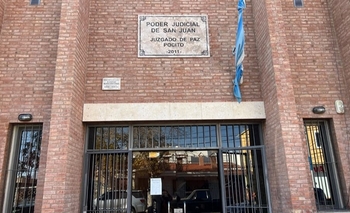 PODER JUDICIAL
DE SAN JUAN
JUZGADO DE PAZ
POCITO
-2011-